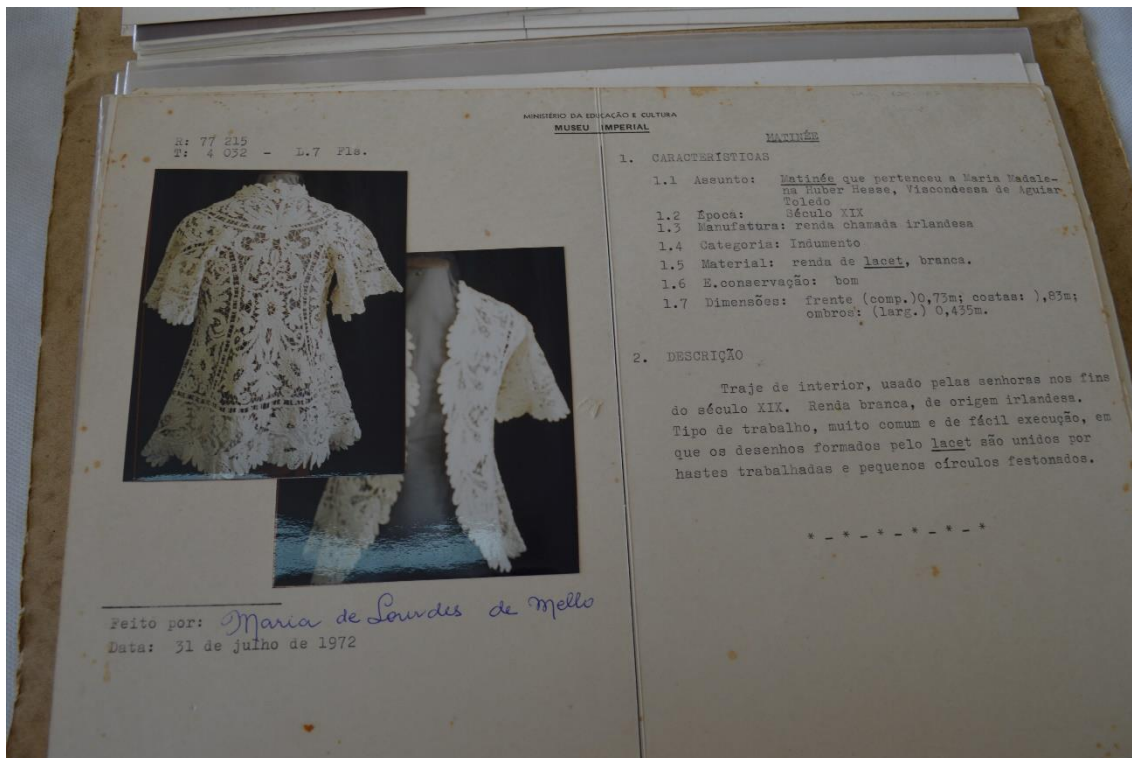 MINISTÉRIO DA EDUCAÇÃO E CULTURA
MUSEU IMPERIAL
R: 77 215
T: 4 032 - L.7 Fls.
Feito por: Maria de Lourdes de Mello
Data: 31 de julho de 1972
MATINÉE
1. CARACTERÍSTICAS
1.1 Assunto: Matinée que pertenceu a Maria Madale-
na Huber Hesse, Viscondessa de Aguiar
Toledo
1.2 Época: Século XIX
1.3 Manufatura: renda chamada irlandesa
1.4 Categoria: Indumento
1.5 Material: renda de lacet, branca.
1.6 E.conservação: bom
1.7 Dimensões: frente (comp.)0,73m; costas: ),83m;
ombros: (larg.) 0,435m.
2. DESCRIÇÃO
Traje de interior, usado pelas senhoras nos fins
do século XIX. Renda branca, de origem irlandesa.
Tipo de trabalho, muito comum e de fácil execução, em
que os desenhos formados pelo lacet são unidos por
hastes trabalhadas e pequenos círculos festonados.
* - * - * - * - * - *